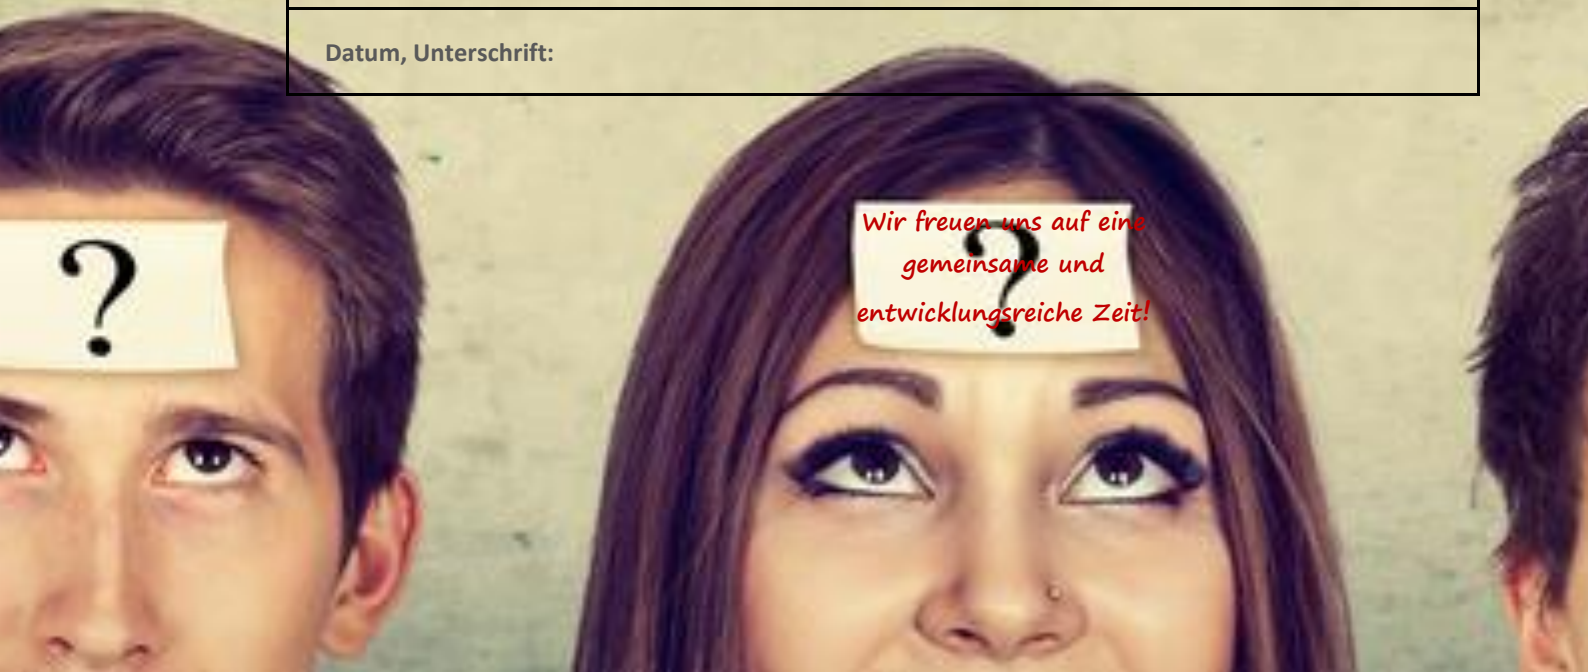 Datum, Unterschrift:
?
?
Wir freuen uns auf eine
gemeinsame und
entwicklungsreiche Zeit!